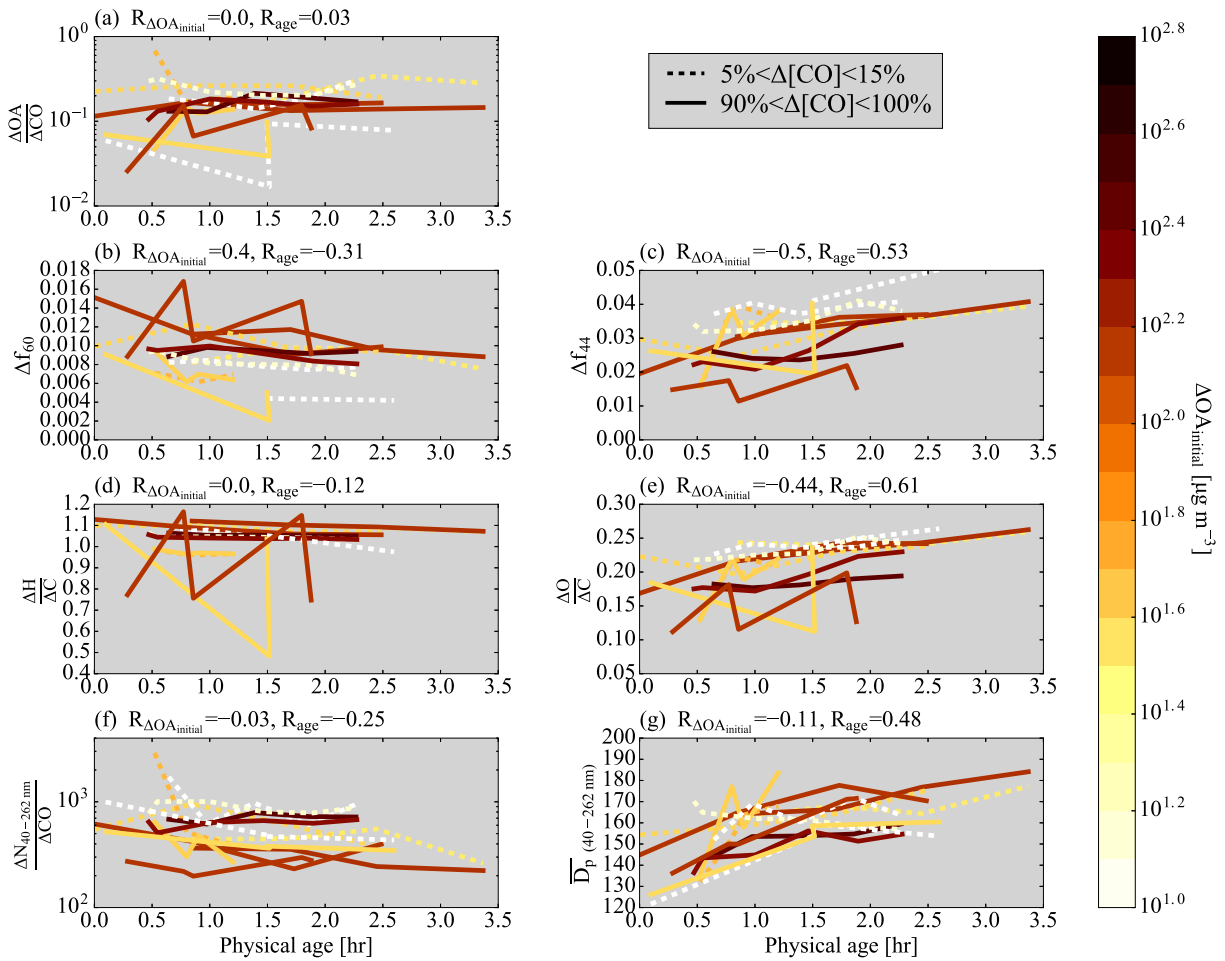 (a) R_ΔOA_initial=0.0, R_age=0.03
10^0
10^−1
10^−2
ΔOA
ΔCO
0.0 0.5 1.0 1.5 2.0 2.5 3.0 3.5
5%<Δ[CO]<15%
90%<Δ[CO]<100%
(b) R_ΔOA_initial=0.4, R_age=−0.31
0.018
0.016
0.014
0.012
0.010
0.008
0.006
0.004
0.002
0.000
Δf_60
0.0 0.5 1.0 1.5 2.0 2.5 3.0 3.5
(c) R_ΔOA_initial=−0.5, R_age=0.53
0.05
0.04
0.03
0.02
0.01
0.00
Δf_44
0.0 0.5 1.0 1.5 2.0 2.5 3.0 3.5
(d) R_ΔOA_initial=0.0, R_age=−0.12
1.2
1.1
1.0
0.9
0.8
0.7
0.6
0.5
0.4
ΔH
ΔC
0.0 0.5 1.0 1.5 2.0 2.5 3.0 3.5
(e) R_ΔOA_initial=−0.44, R_age=0.61
0.30
0.25
0.20
0.15
0.10
0.05
ΔO
ΔC
0.0 0.5 1.0 1.5 2.0 2.5 3.0 3.5
(f) R_ΔOA_initial=−0.03, R_age=−0.25
10^3
10^2
ΔN_40−262 nm
ΔCO
0.0 0.5 1.0 1.5 2.0 2.5 3.0 3.5
Physical age [hr]
(g) R_ΔOA_initial=−0.11, R_age=0.48
200
190
180
170
160
150
140
130
120
D_p (40−262 nm)
0.0 0.5 1.0 1.5 2.0 2.5 3.0 3.5
Physical age [hr]
10^2.8
10^2.6
10^2.4
10^2.2
10^2.0
10^1.8
10^1.6
10^1.4
10^1.2
10^1.0
ΔOA_initial [µg m^−3]